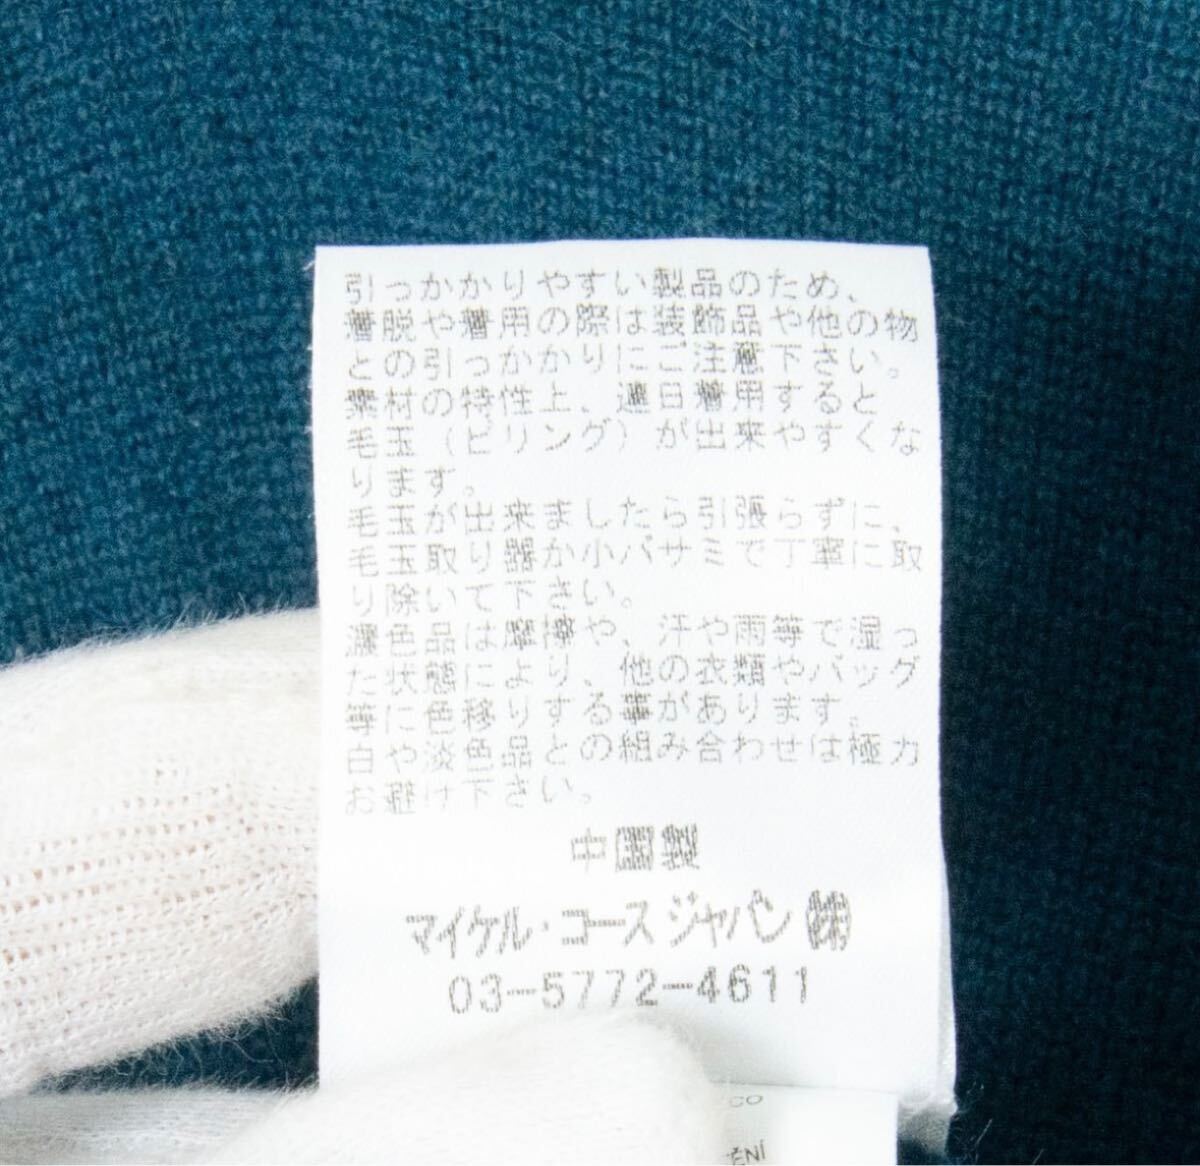 引っかかりやすい製品のため、
着脱や着用の際は装飾品や他の物
との引っかかりにご注意下さい。
素材の特性上、連日着用すると
毛玉(ピリング)が出来やすくな
ります。
毛玉が出来ましたら引張らずに、
毛玉取り器か小バサミで丁寧に取
り除いて下さい。
濃色品は摩擦や、汗や雨等で湿っ
た状態により、他の衣類やバッグ
等に色移りする事があります。
白や淡色品との組み合わせは極力
お避け下さい。
中国製
マイケル・コースジャパン㈱
03-5772-4611
CO
ENÍ